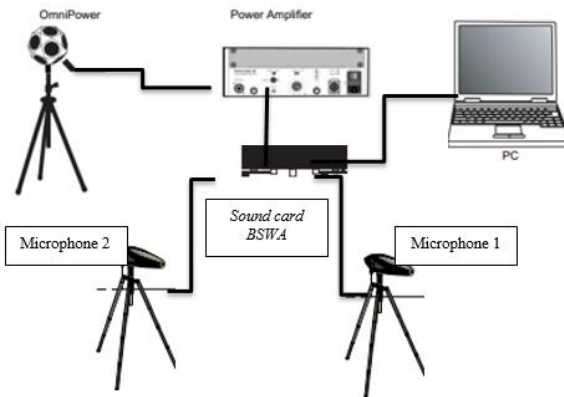 OmniPower
Power Amplifier
PC
Sound card
BSWA
Microphone 2
Microphone 1